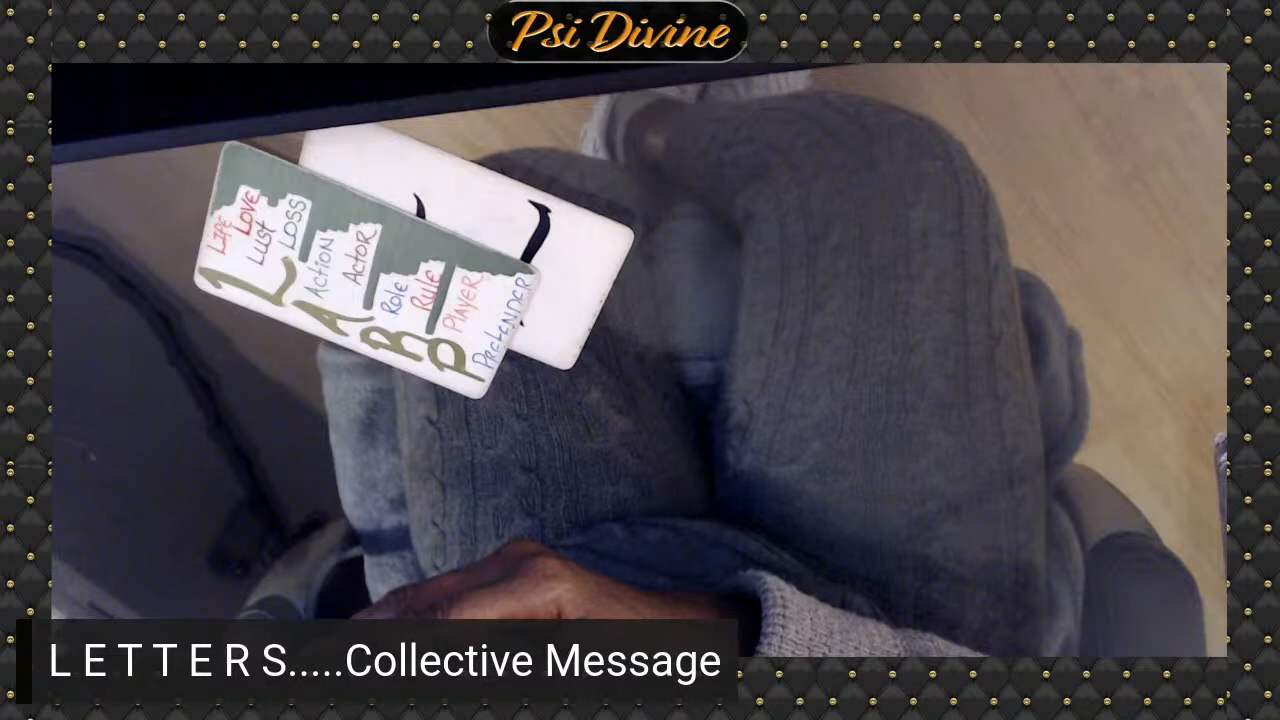 Psi Divine
LIFE
LOVE
LUST
LOSS
ACTION
ACTOR
Role
RULE
PLAYER
PRETENDER
L
A
R
P
L E T T E R S.....Collective Message